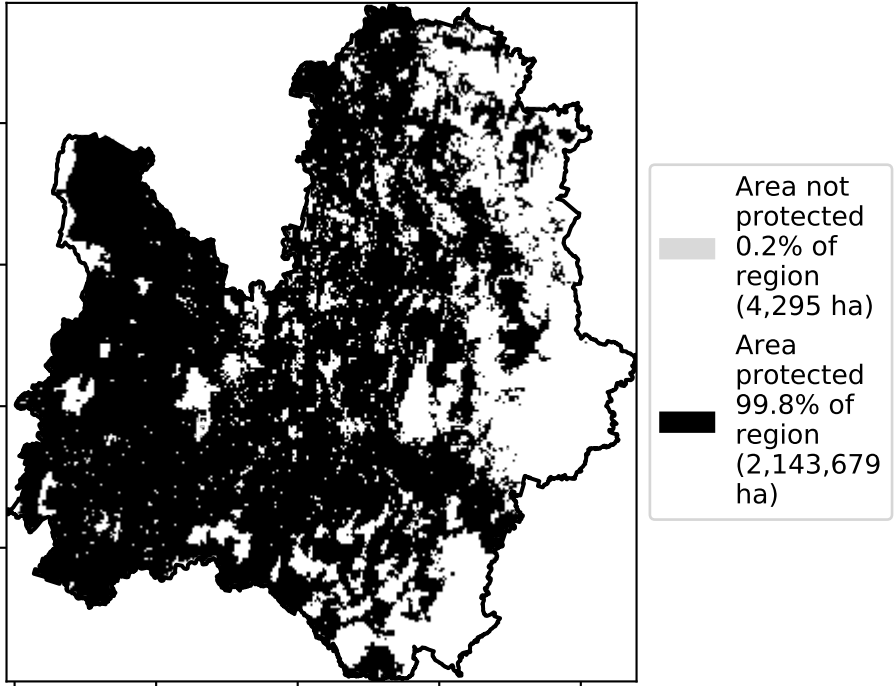 Area not
protected
0.2% of
region
(4,295 ha)
Area
protected
99.8% of
region
(2,143,679
ha)